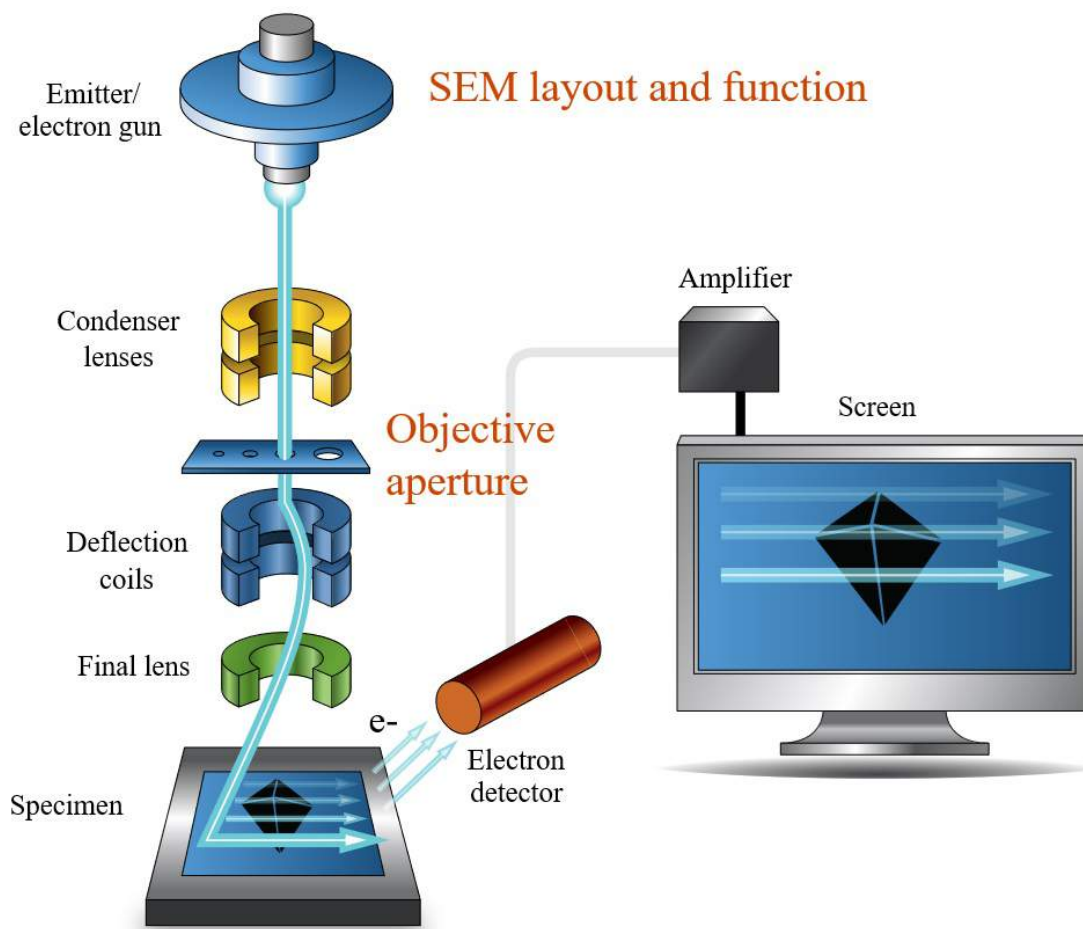 SEM layout and function
Emitter/
electron gun
Condenser
lenses
Objective
aperture
Deflection
coils
Final lens
Specimen
e-
Electron
detector
Amplifier
Screen